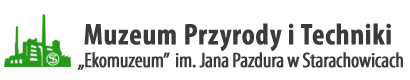 Muzeum Przyrody i Techniki
„Ekomuzeum” im. Jana Pazdura w Starachowicach